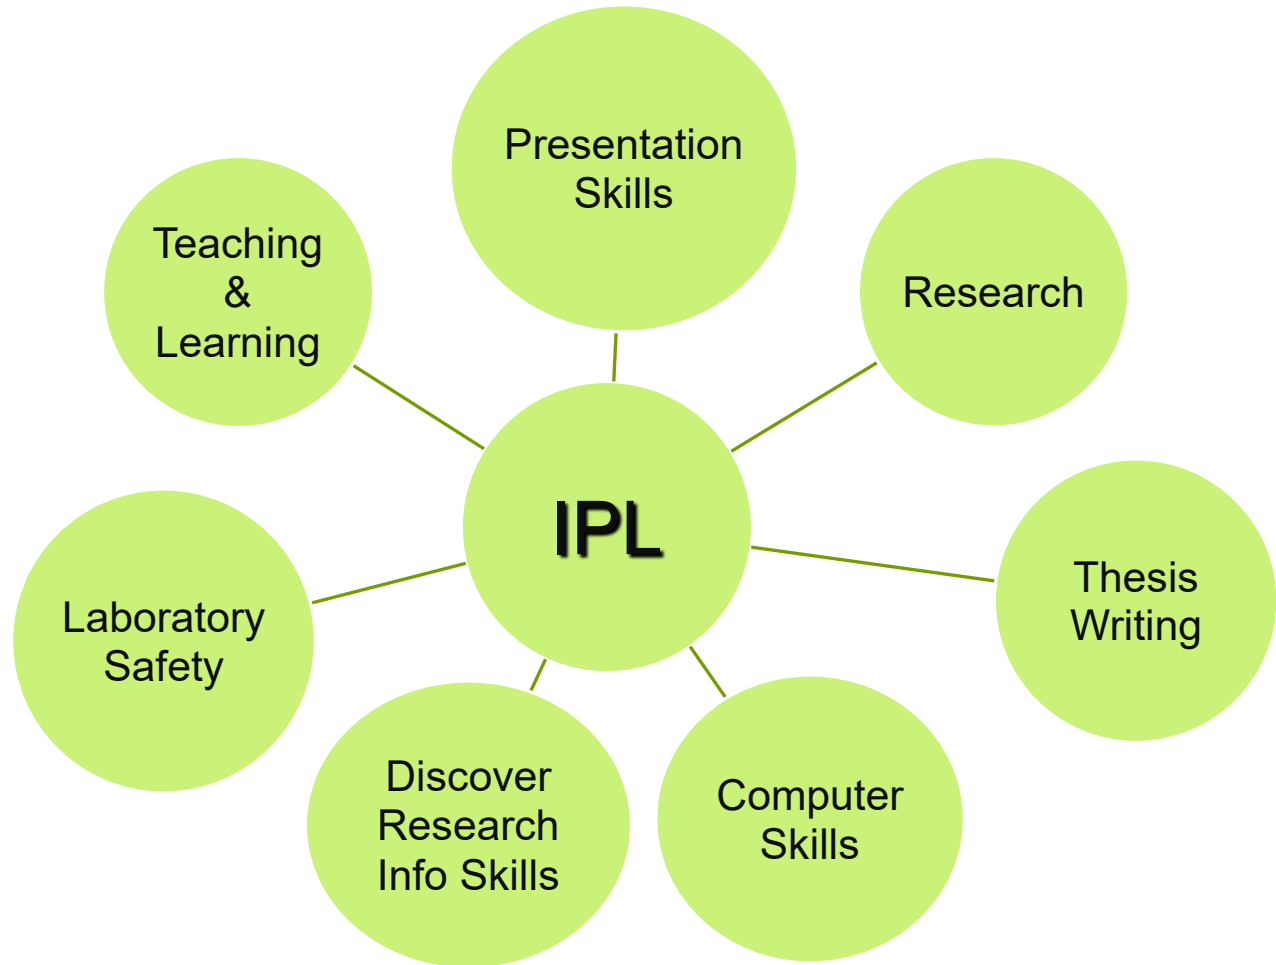 Presentation
Skills
Teaching
&
Learning
Research
IPL
Laboratory
Safety
Thesis
Writing
Discover
Research
Info Skills
Computer
Skills